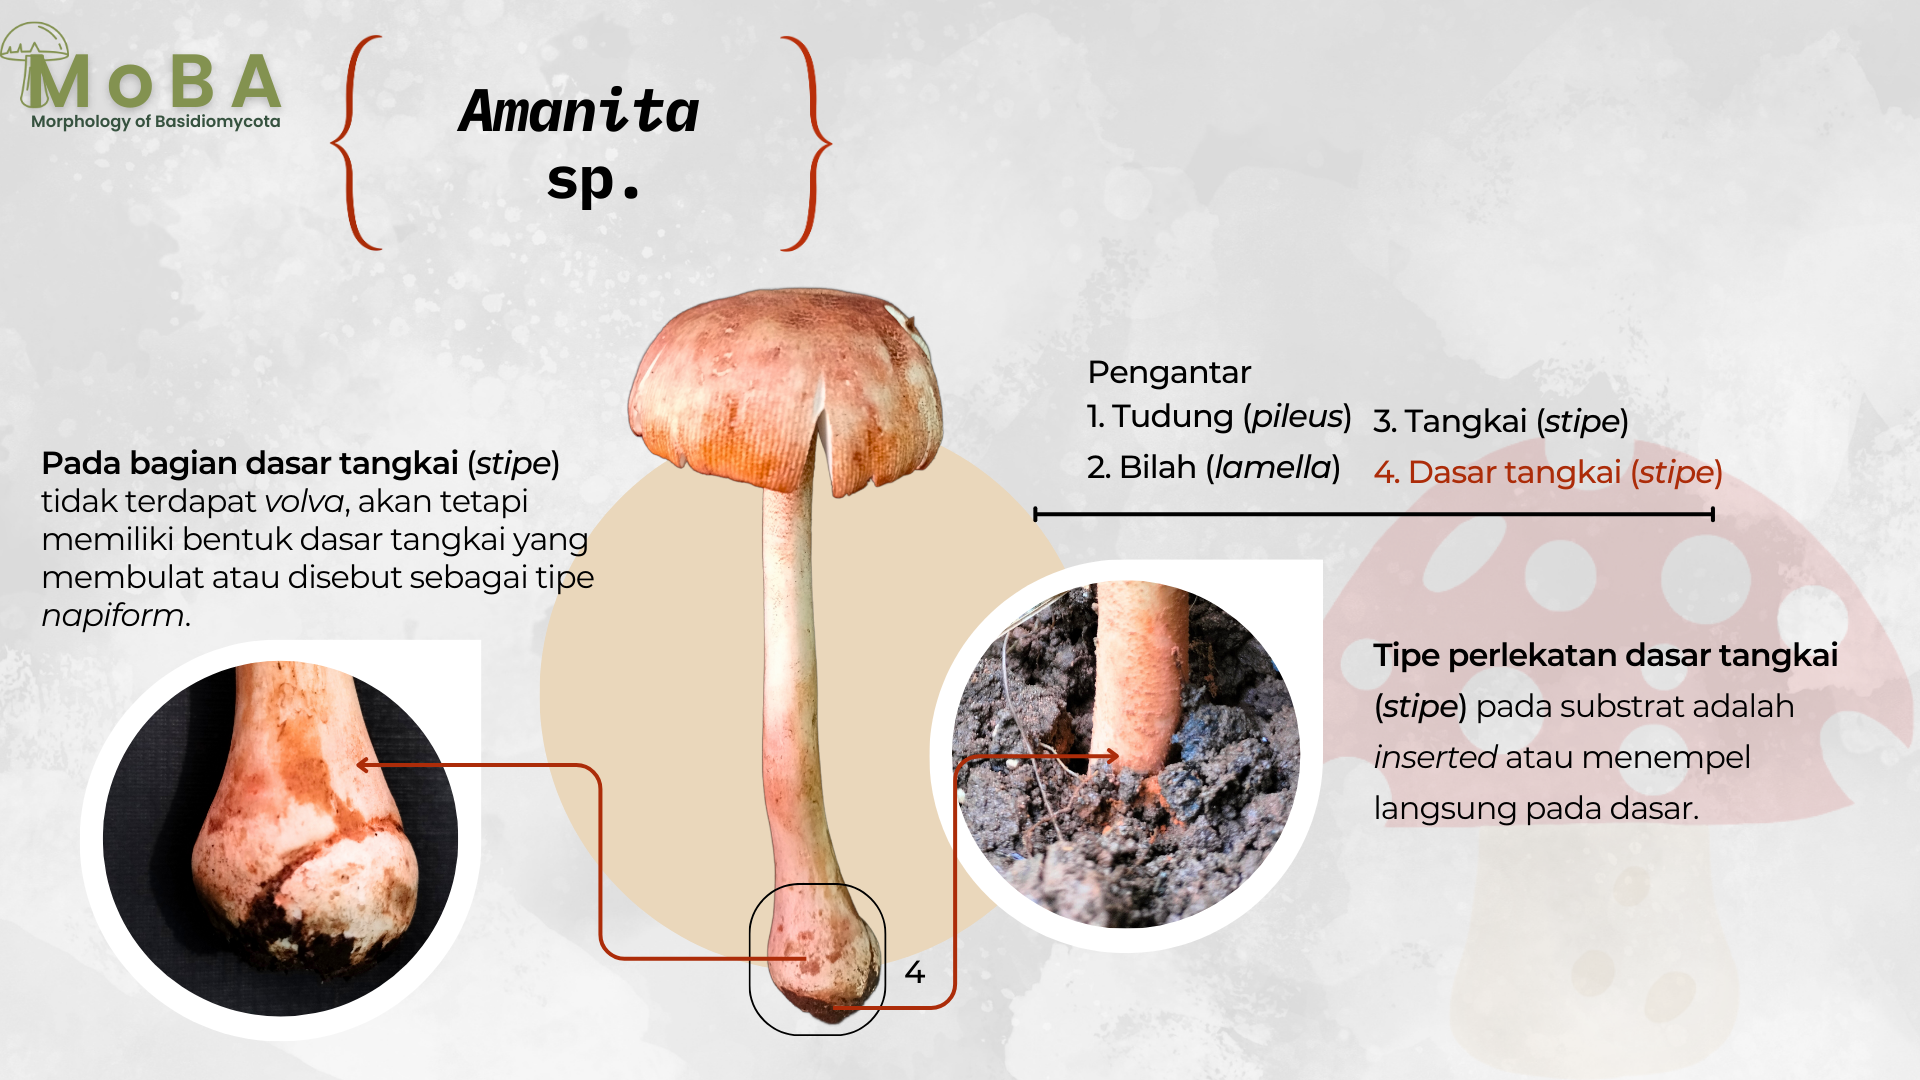 MoBA
Morphology of Basidiomycota
Amanita
sp.
Pengantar
1. Tudung (pileus)
2. Bilah (lamella)
3. Tangkai (stipe)
4. Dasar tangkai (stipe)
Pada bagian dasar tangkai (stipe)
tidak terdapat volva, akan tetapi
memiliki bentuk dasar tangkai yang
membulat atau disebut sebagai tipe
napiform.
Tipe perlekatan dasar tangkai
(stipe) pada substrat adalah
inserted atau menempel
langsung pada dasar.
4